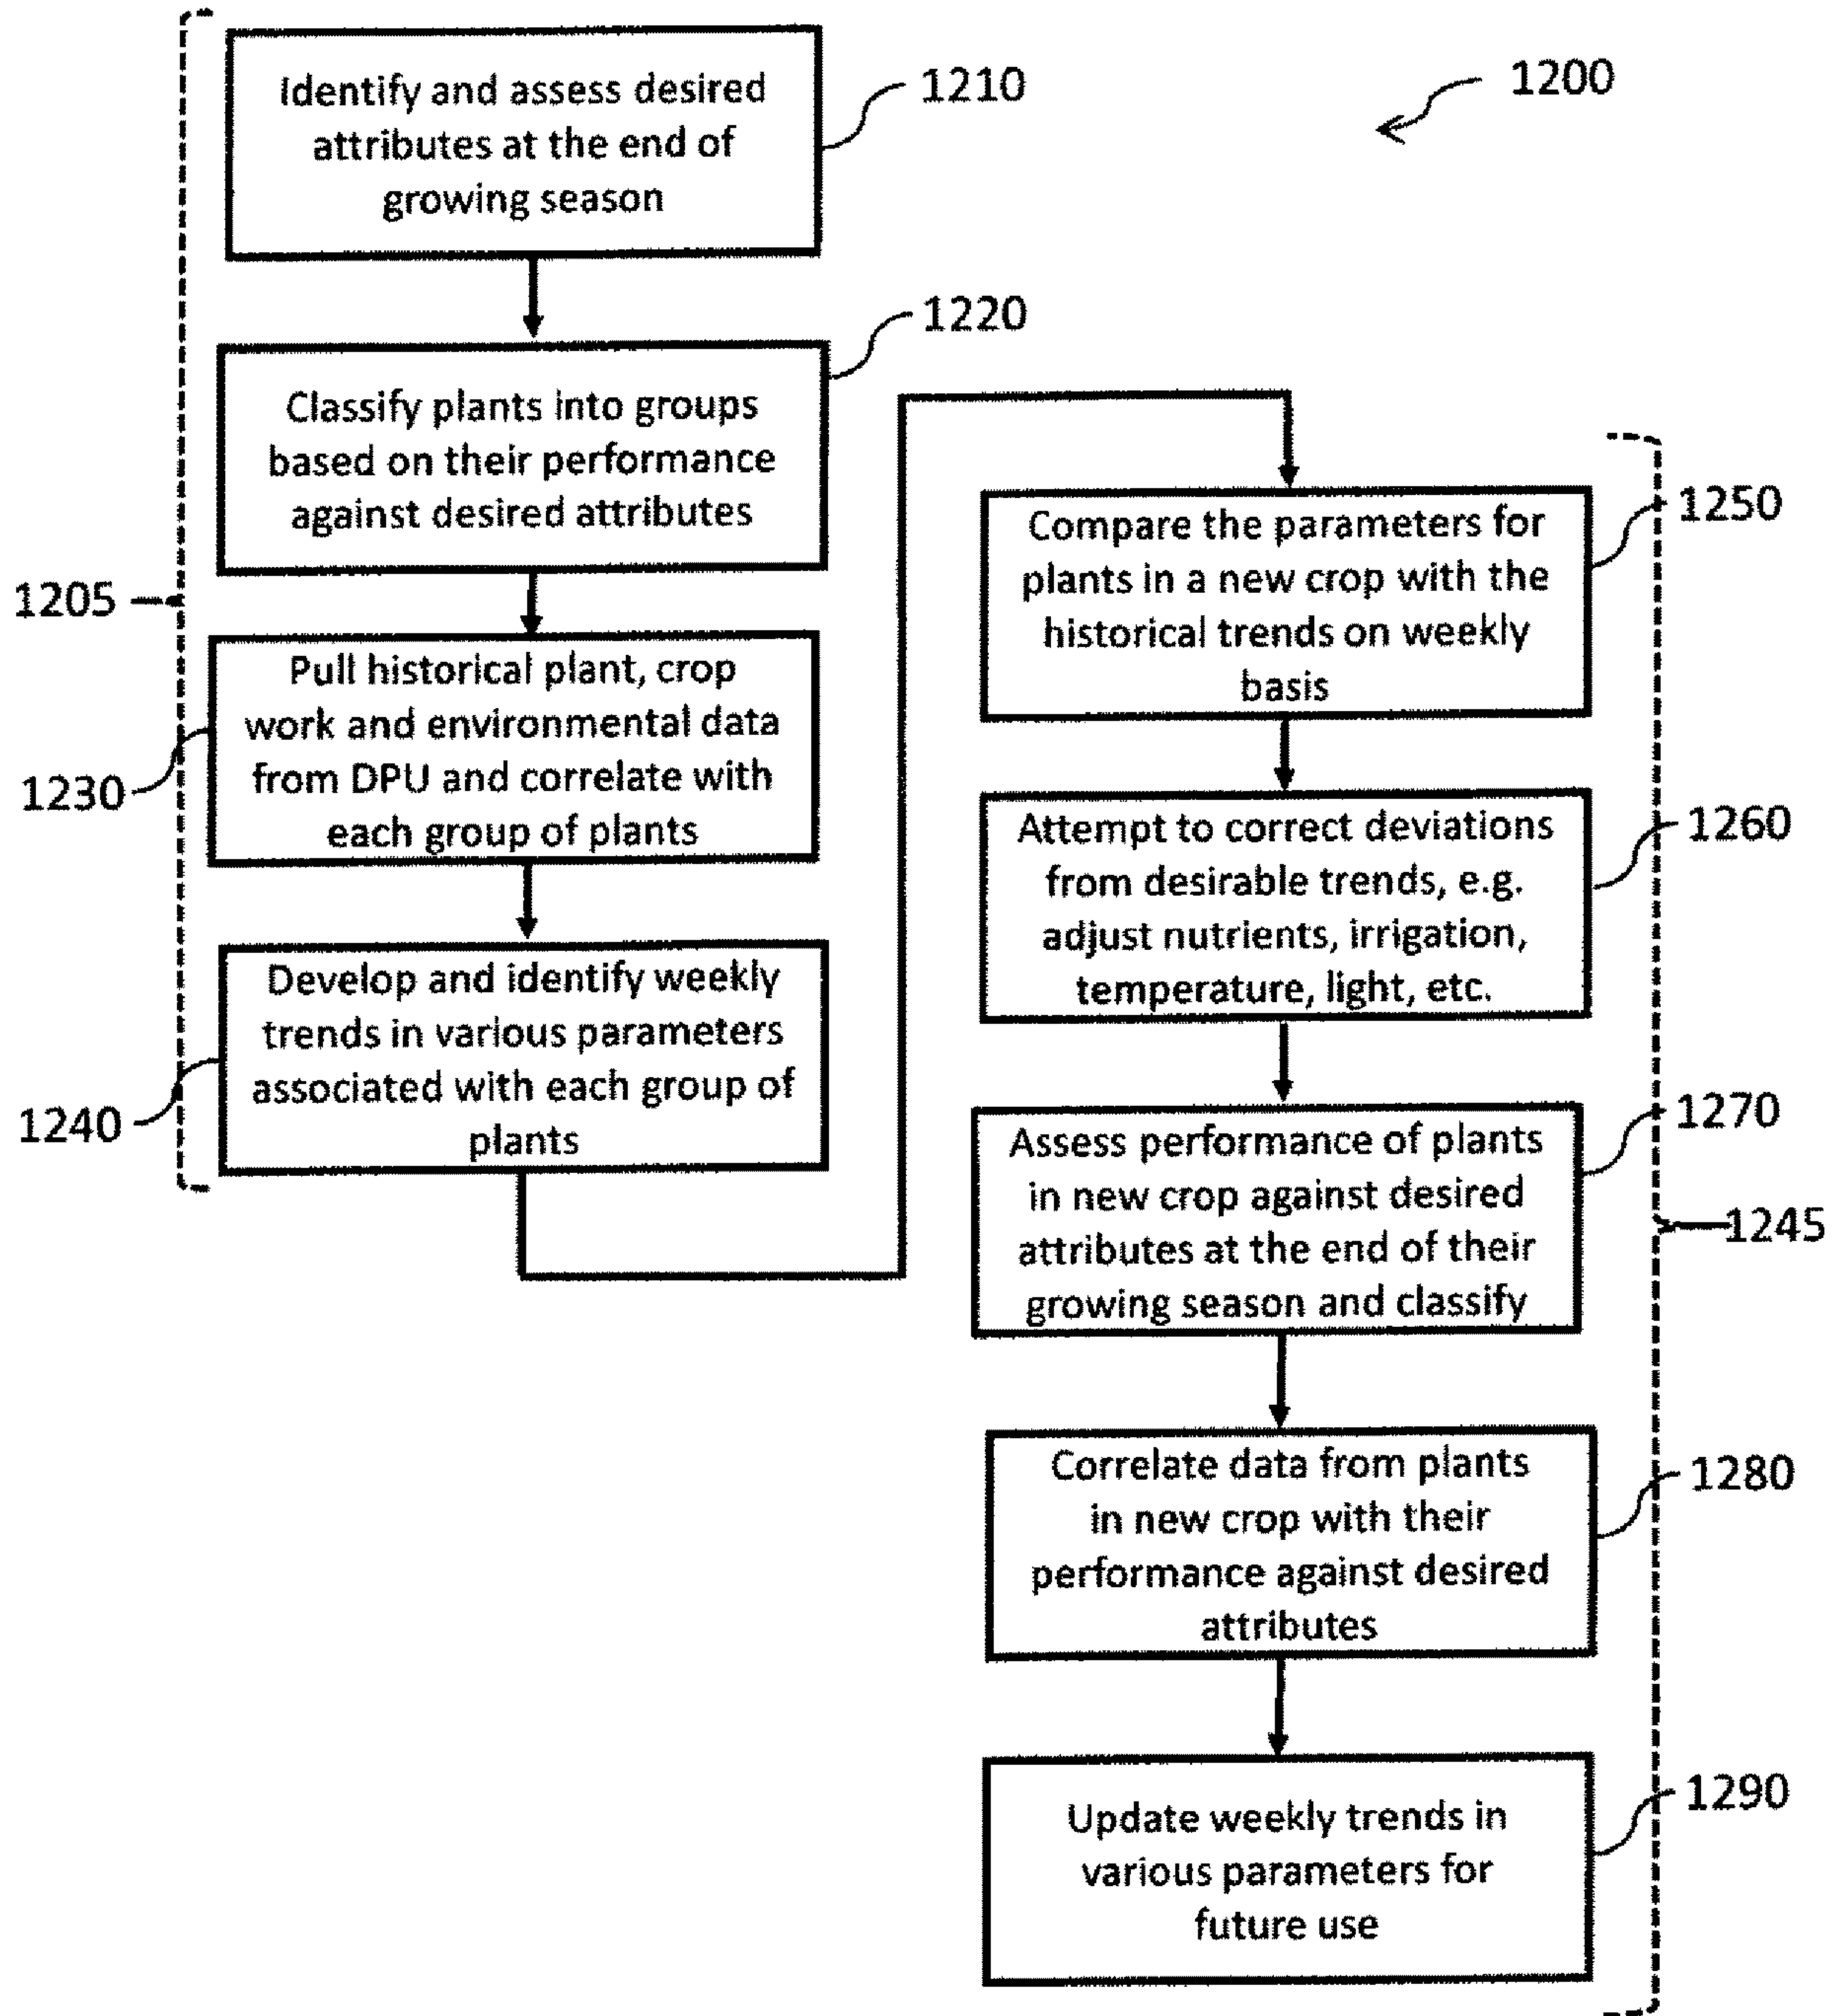 1200
1205
Identify and assess desired
attributes at the end of
growing season
1210
Classify plants into groups
based on their performance
against desired attributes
1220
Pull historical plant, crop
work and environmental data
from DPU and correlate with
each group of plants
1230
Develop and identify weekly
trends in various parameters
associated with each group of
plants
1240
1245
Compare the parameters for
plants in a new crop with the
historical trends on weekly
basis
1250
Attempt to correct deviations
from desirable trends, e.g.
adjust nutrients, irrigation,
temperature, light, etc.
1260
Assess performance of plants
in new crop against desired
attributes at the end of their
growing season and classify
1270
Correlate data from plants
in new crop with their
performance against desired
attributes
1280
Update weekly trends in
various parameters for
future use
1290